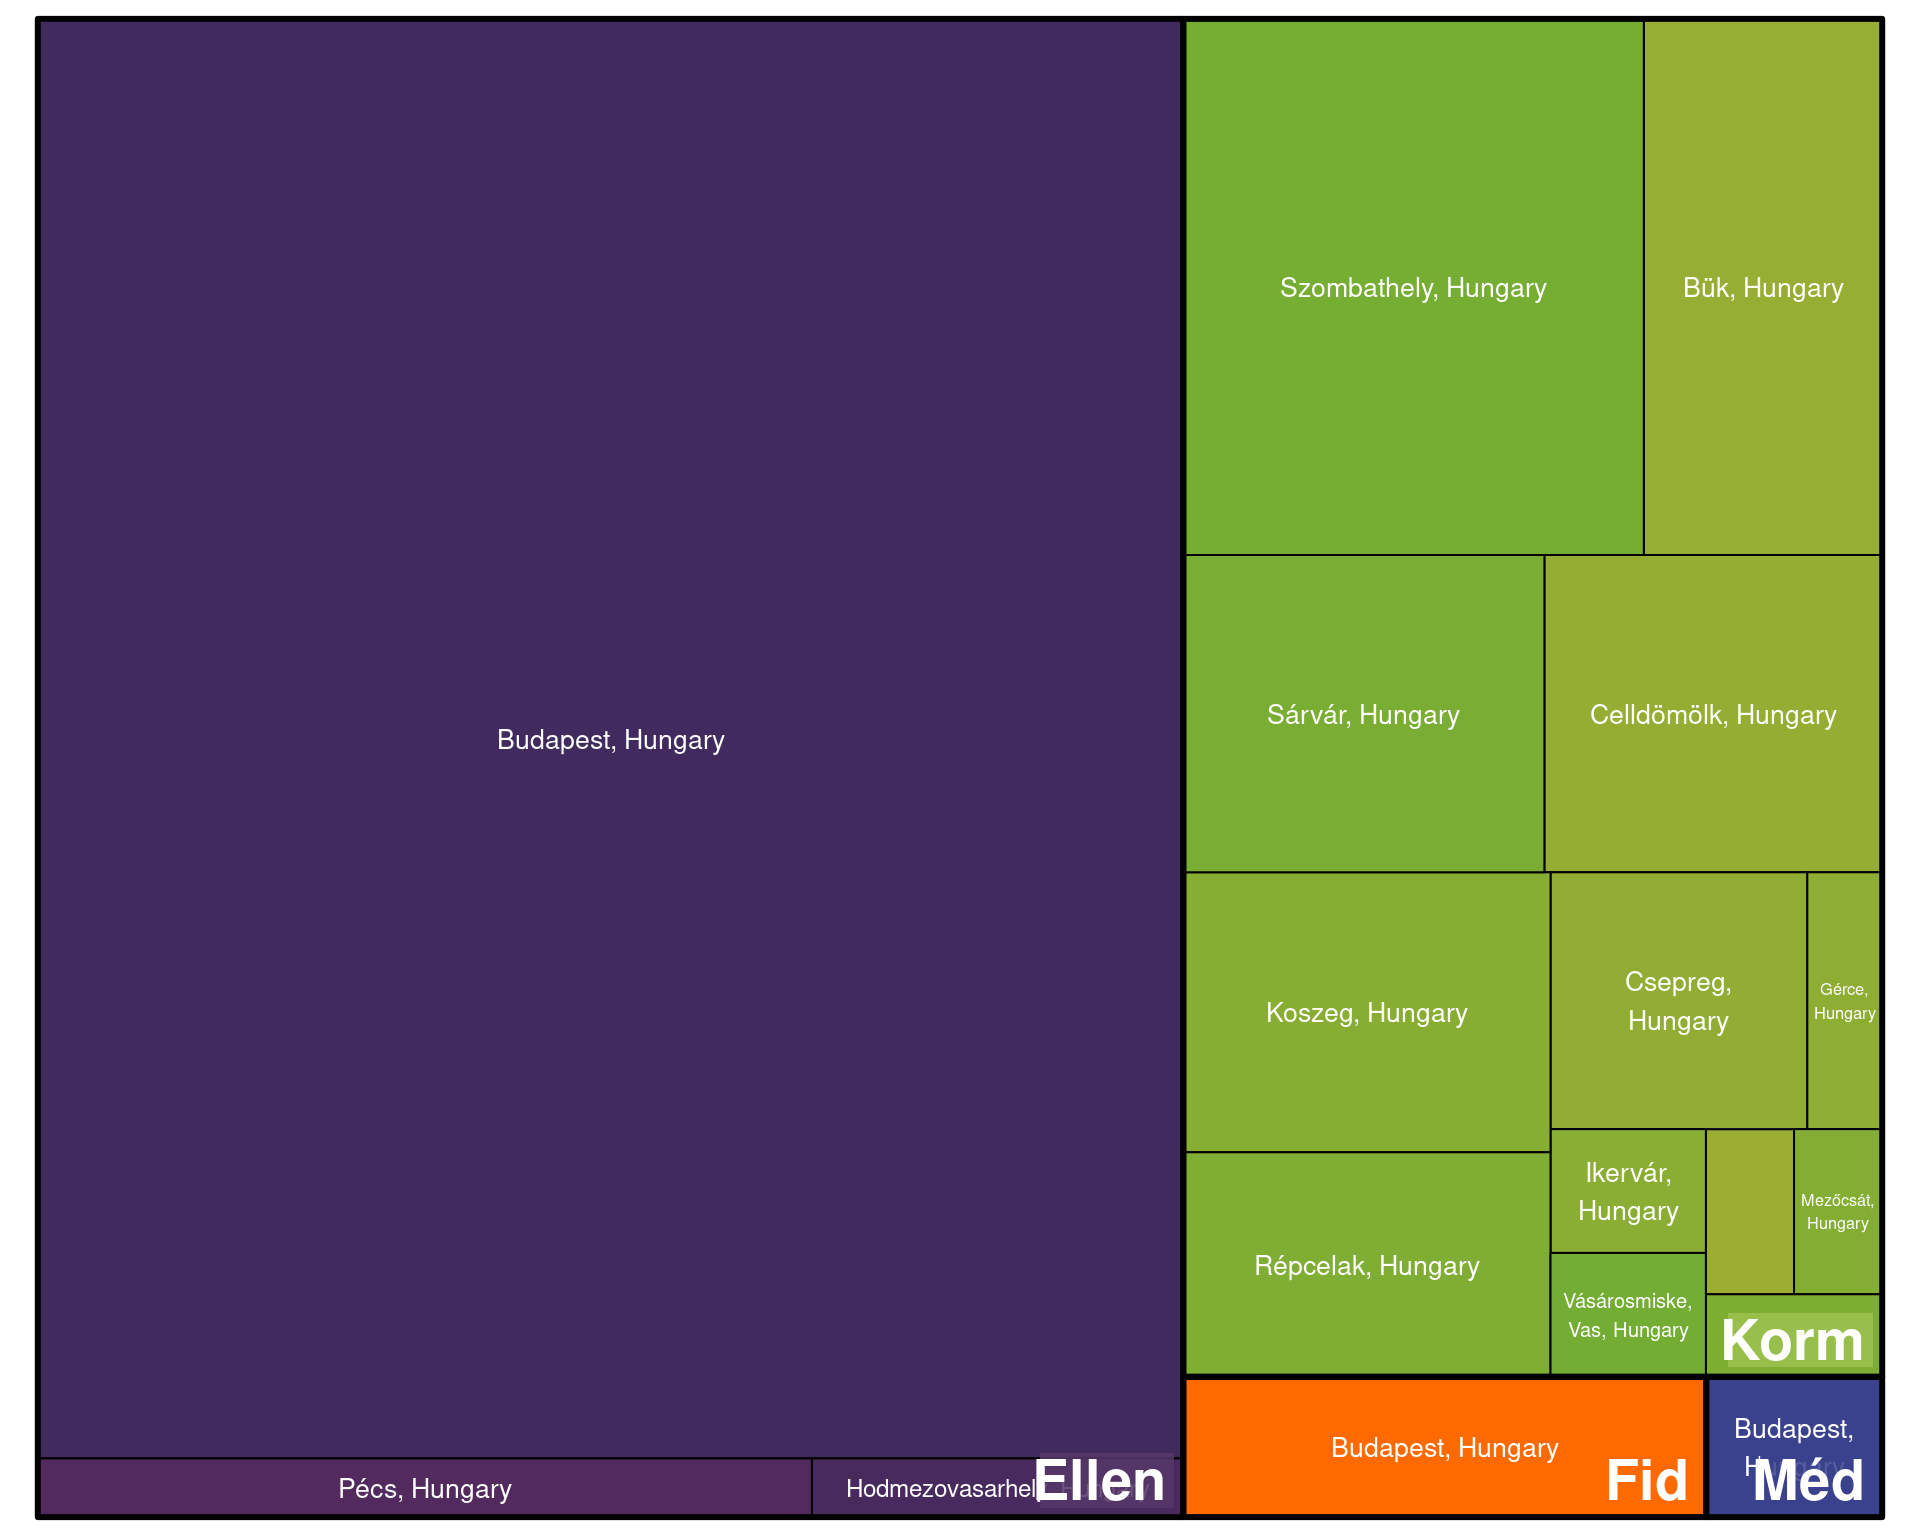 Budapest, Hungary
Pécs, Hungary
Hodmezovasarhel
Ellen
Szombathely, Hungary
Bük, Hungary
Sárvár, Hungary
Celldömölk, Hungary
Koszeg, Hungary
Csepreg,
Hungary
Gérce,
Hungary
Répcelak, Hungary
Ikervár,
Hungary
Mezőcsát,
Hungary
Vásárosmiske,
Vas, Hungary
Korm
Budapest, Hungary
Fid
Budapest,
Hungary
Méd